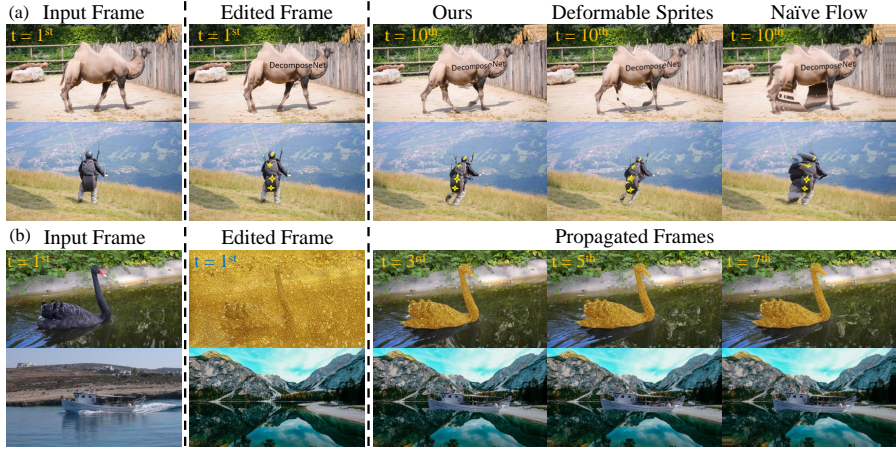 (a) Input Frame Edited Frame Ours Deformable Sprites Naïve Flow
t = 1st t = 1st t = 10th t = 10th t = 10th
DecomposeNet DecomposeNet DecomposeNet DecomposeNet
(b) Input Frame Edited Frame Propagated Frames
t = 1st t = 1st t = 3rd t = 5th t = 7th